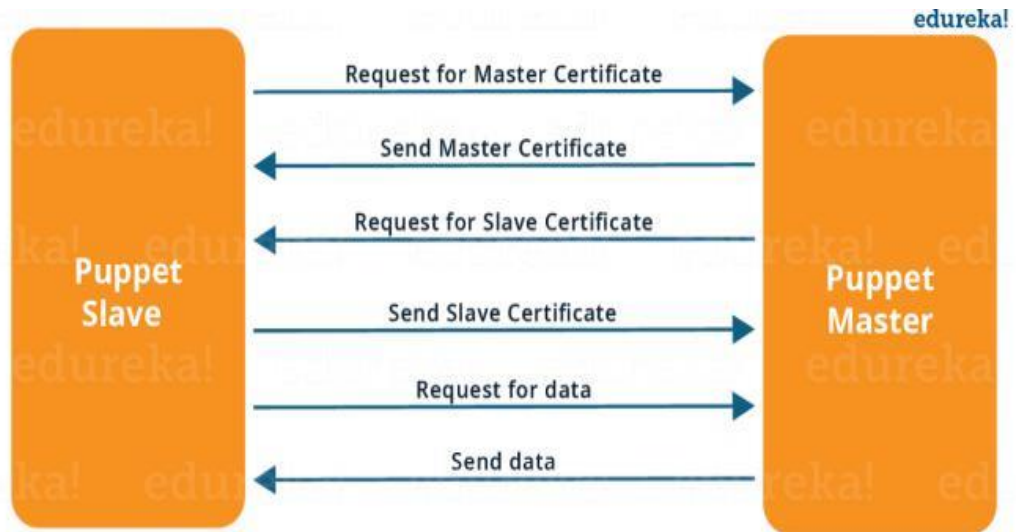 edureka!
Request for Master Certificate
Send Master Certificate
Request for Slave Certificate
Puppet
Slave
Puppet
Master
Send Slave Certificate
Request for data
Send data